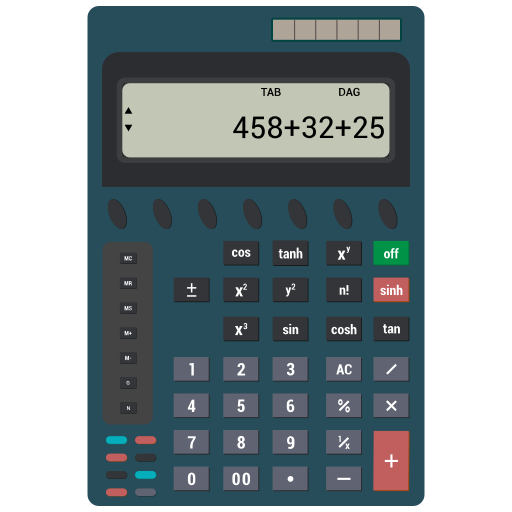 TAB DAG
458+32+25
cos tanh xʸ off
± x² y² n! sinh
x³ sin cosh tan
MC
MR
MS
M+
M-
G
N
1 2 3 AC /
4 5 6 % ×
7 8 9 ¹⁄ₓ +
0 00 • −